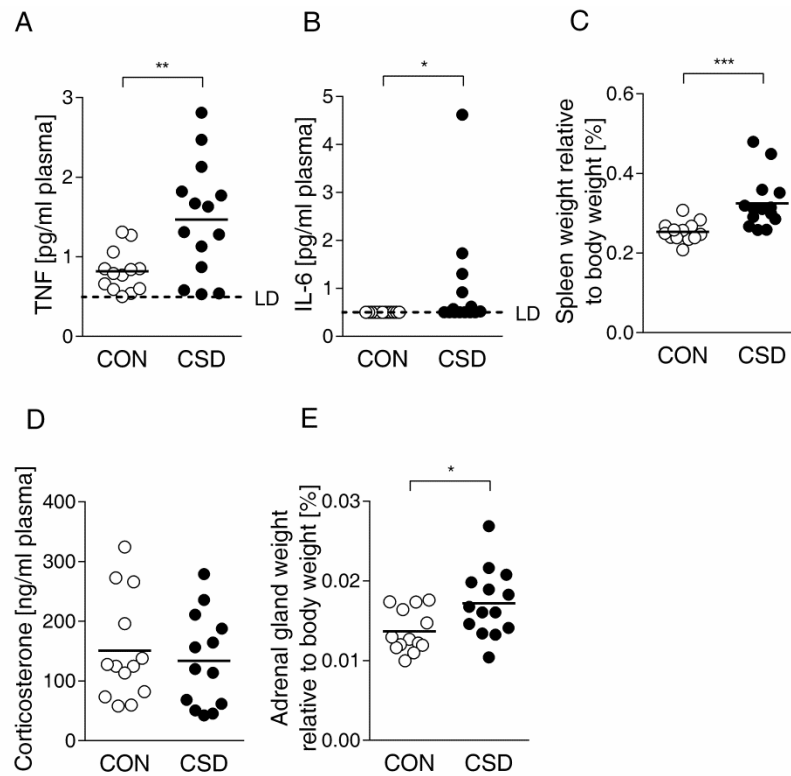 A
B
C
**
*
***
TNF [pg/ml plasma]
3
2
1
0
LD
CON
CSD
IL-6 [pg/ml plasma]
5
4
3
2
1
0
LD
CON
CSD
Spleen weight relative
to body weight [%]
0.6
0.4
0.2
0.0
CON
CSD
D
E
*
Corticosterone [ng/ml plasma]
400
300
200
100
0
CON
CSD
Adrenal gland weight
relative to body weight [%]
0.03
0.02
0.01
0.00
CON
CSD